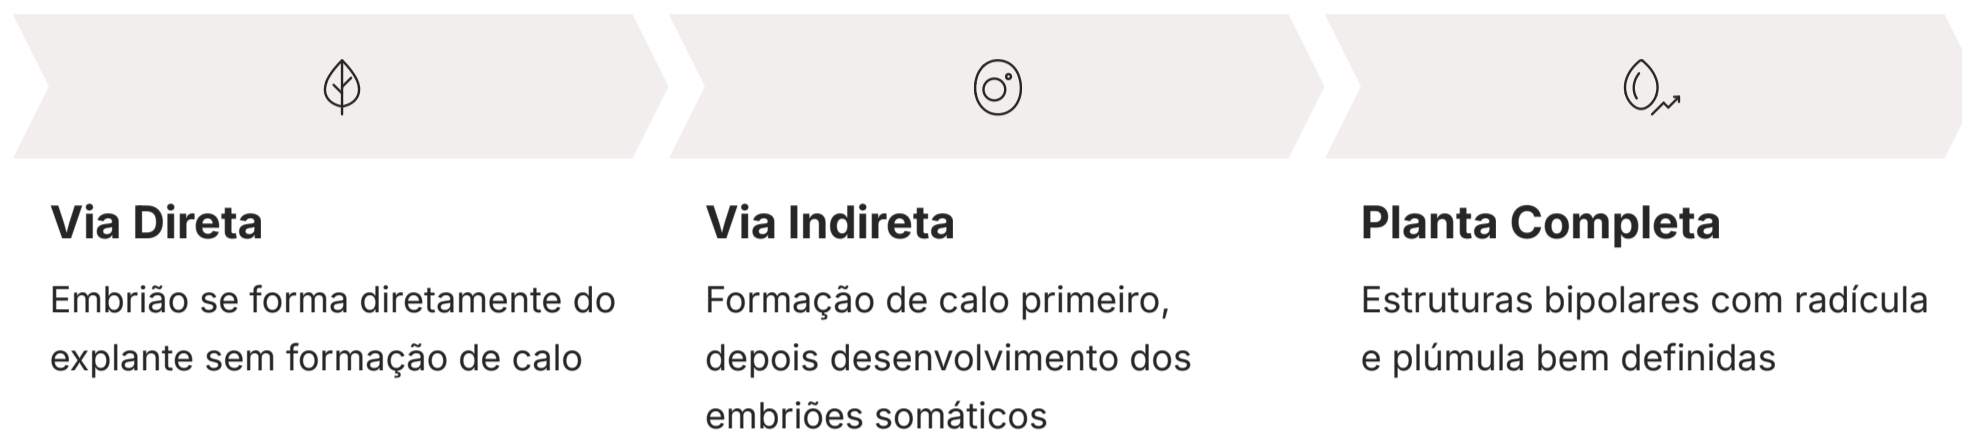 Via Direta
Embrião se forma diretamente do
explante sem formação de calo
Via Indireta
Formação de calo primeiro,
depois desenvolvimento dos
embriões somáticos
Planta Completa
Estruturas bipolares com radícula
e plúmula bem definidas